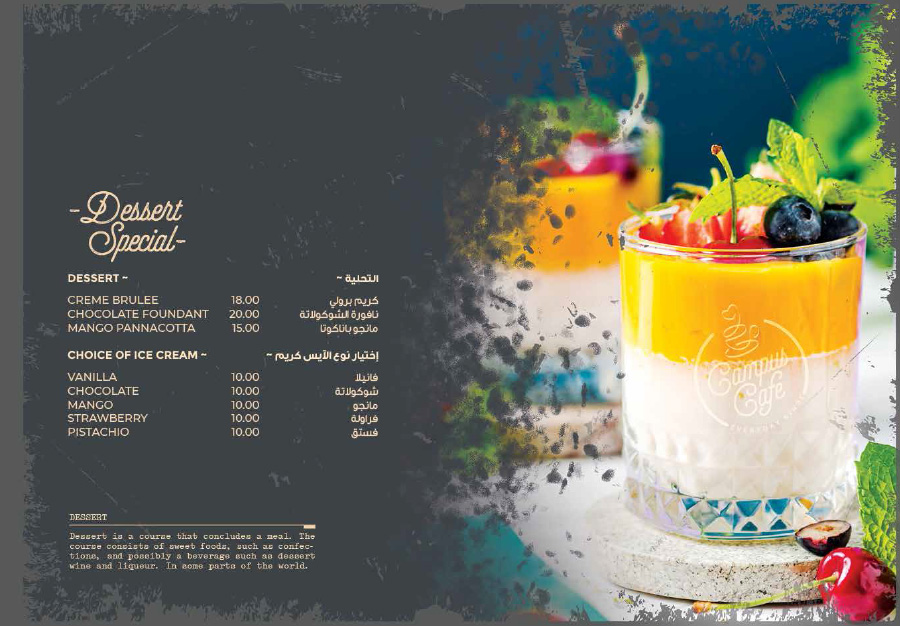 -Dessert
Special-
DESSERT ~ التحلية ~
CREME BRULEE 18.00 كريم برولي
CHOCOLATE FOUNDANT 20.00 نافورة الشوكولاتة
MANGO PANNACOTTA 15.00 مانجو باناكوتا
CHOICE OF ICE CREAM ~ إختيار نوع الآيس كريم ~
VANILLA 10.00 فانيلا
CHOCOLATE 10.00 شوكولاتة
MANGO 10.00 مانجو
STRAWBERRY 10.00 فراولة
PISTACHIO 10.00 فستق
DESSERT
Dessert is a course that concludes a meal. The
course consists of sweet foods, such as confec-
tions, and possibly a beverage such as dessert
wine and liqueur. In some parts of the world.
Campus
Cafe